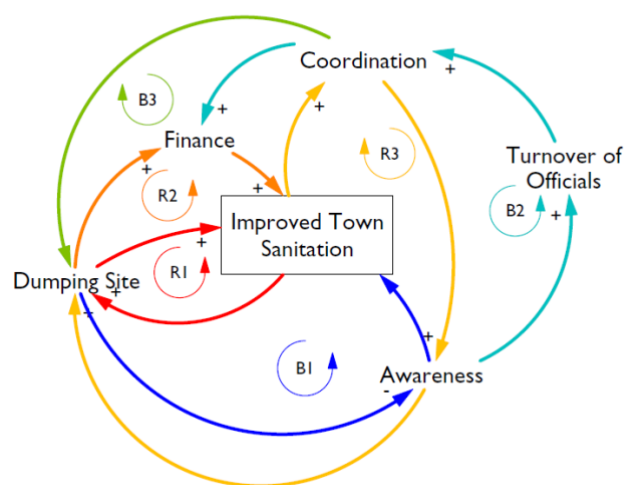 Coordination
+
+
B3
+
+
Finance
R3
+
Turnover of
Officials
R2
+
B2
+
Improved Town
Sanitation
+
R1
Dumping Site
+
+
+
+
B1
Awareness
-